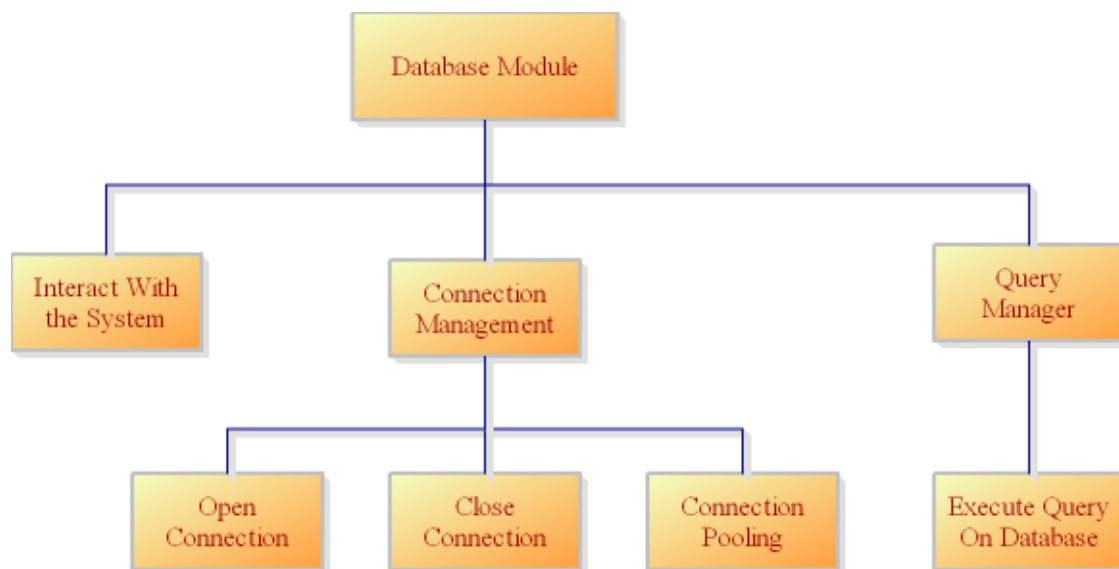 Database Module
Interact With
the System
Connection
Management
Query
Manager
Open
Connection
Close
Connection
Connection
Pooling
Execute Query
On Database